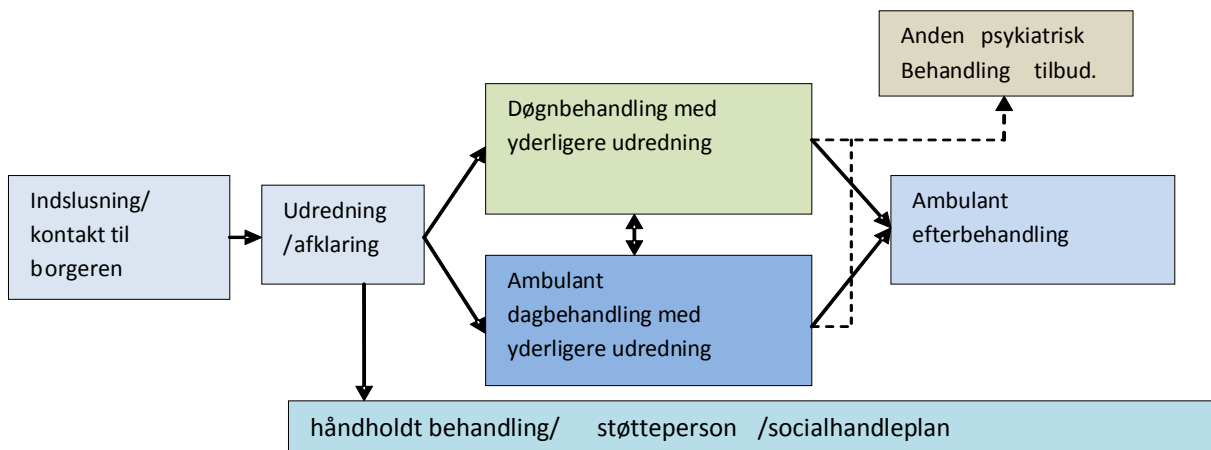 Indslusning/
kontakt til
borgeren
Udredning
/afklaring
Døgnbehandling med
yderligere udredning
Ambulant
dagbehandling med
yderligere udredning
Anden psykiatrisk
Behandling tilbud.
Ambulant
efterbehandling
håndholdt behandling/ støtteperson /socialhandleplan